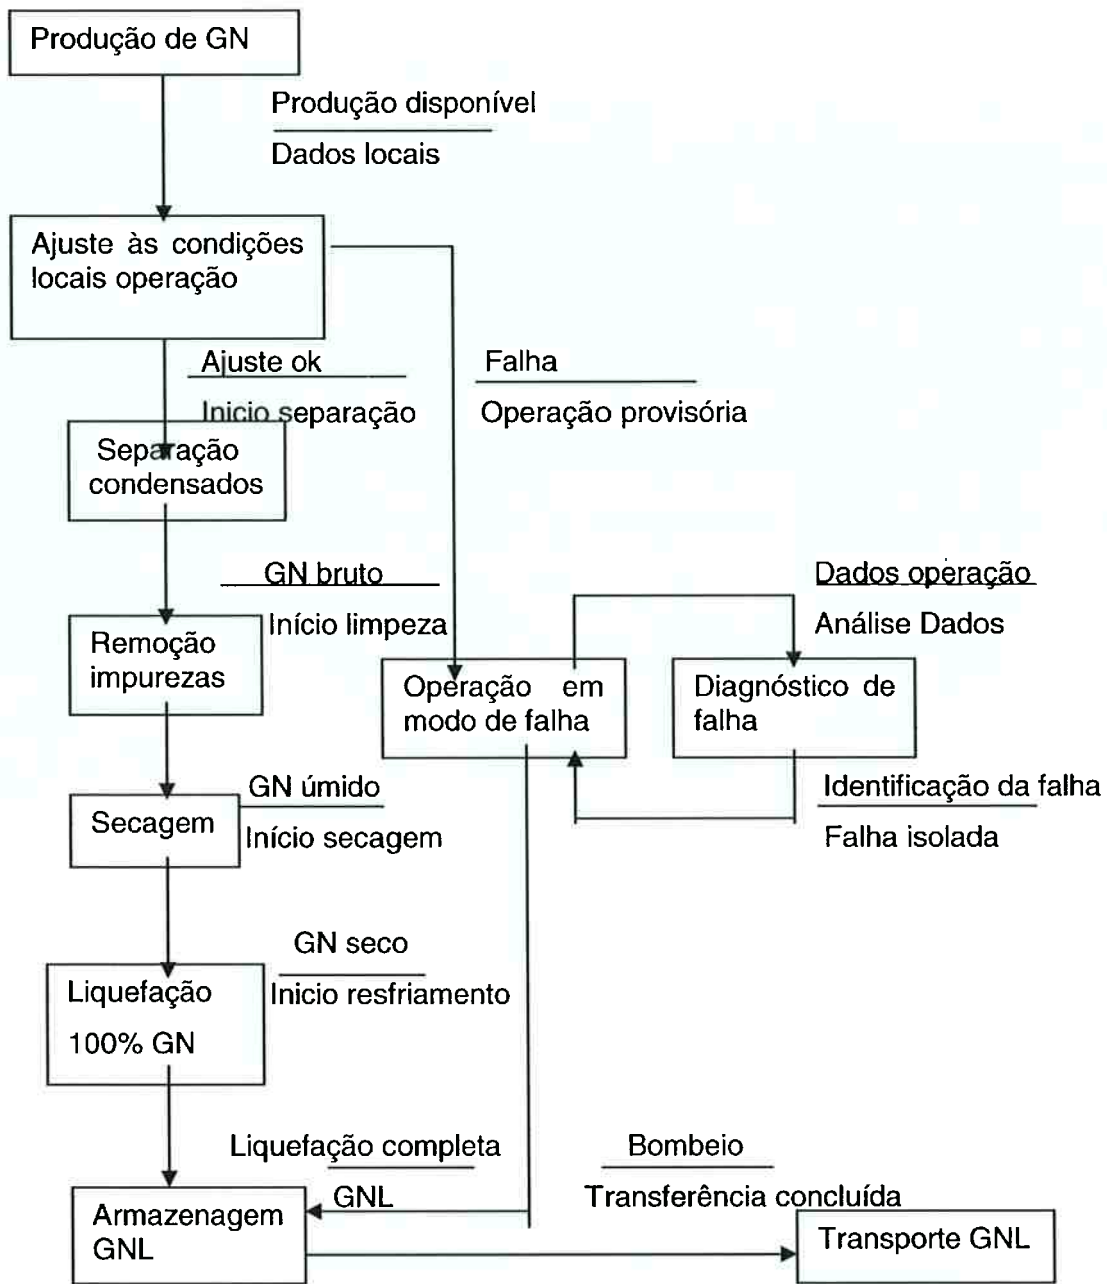 Produção de GN
Produção disponível
Dados locais
Ajuste às condições
locais operação
Ajuste ok
Inicio separação
Falha
Operação provisória
Separação
condensados
GN bruto
Início limpeza
Dados operação
Análise Dados
Remoção
impurezas
Operação em
modo de falha
Diagnóstico de
falha
GN úmido
Início secagem
Identificação da falha
Falha isolada
Secagem
GN seco
Inicio resfriamento
Liquefação
100% GN
Liquefação completa
GNL
Bombeio
Transferência concluída
Armazenagem
GNL
Transporte GNL